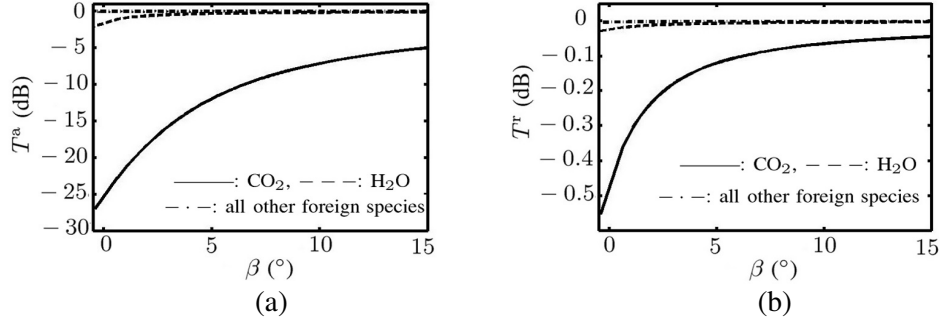 0
− 5
− 10
− 15
− 20
− 25
− 30
Tᵃ (dB)
——: CO₂, − − −: H₂O
− · −: all other foreign species
0 5 10 15
β (°)
(a)
0
− 0.1
− 0.2
− 0.3
− 0.4
− 0.5
Tʳ (dB)
——: CO₂, − − −: H₂O
− · −: all other foreign species
0 5 10 15
β (°)
(b)